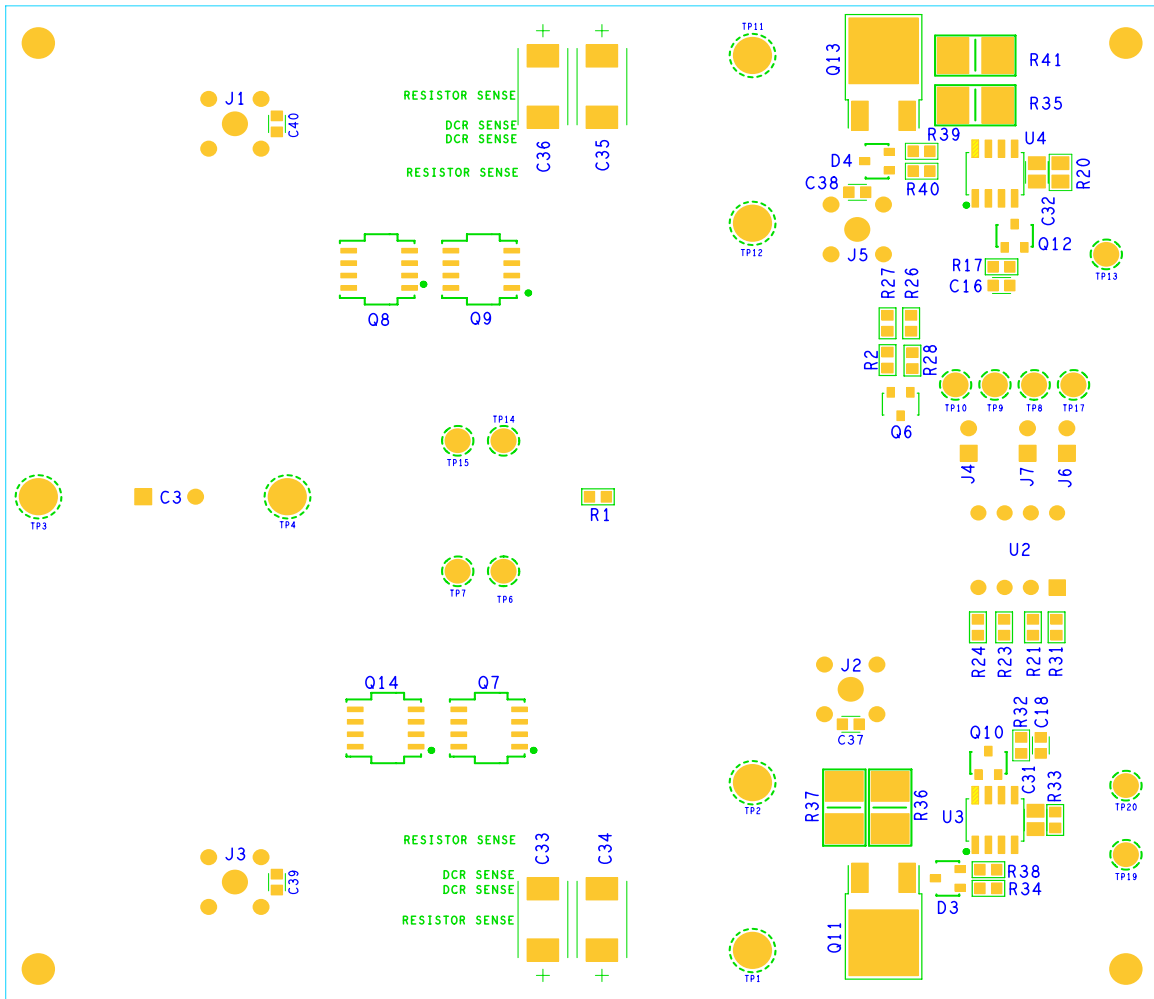 TP11
Q13
R41
J1
C40
RESISTOR SENSE
R35
DCR SENSE
DCR SENSE
C36
C35
R39
U4
D4
RESISTOR SENSE
C38
R40
R20
C32
TP12
J5
Q12
R17
TP13
C16
R27
R26
Q8
Q9
R2
R28
TP10
TP9
TP8
TP17
TP14
Q6
TP15
J4
J7
J6
TP3
C3
TP4
R1
U2
TP7
TP6
R24
R23
R21
R31
J2
Q14
Q7
R32
C18
C37
Q10
C31
R33
TP2
R37
R36
U3
TP20
RESISTOR SENSE
C33
C34
J3
C39
DCR SENSE
DCR SENSE
R38
R34
TP19
D3
RESISTOR SENSE
Q11
TP1